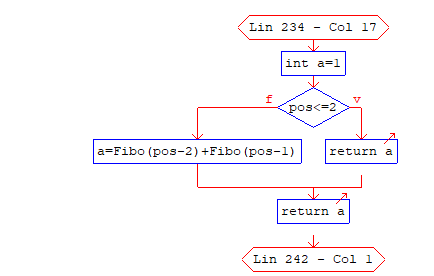 Lin 234 - Col 17
int a=1
f
v
pos<=2
a=Fibo(pos-2)+Fibo(pos-1)
return a
return a
Lin 242 - Col 1